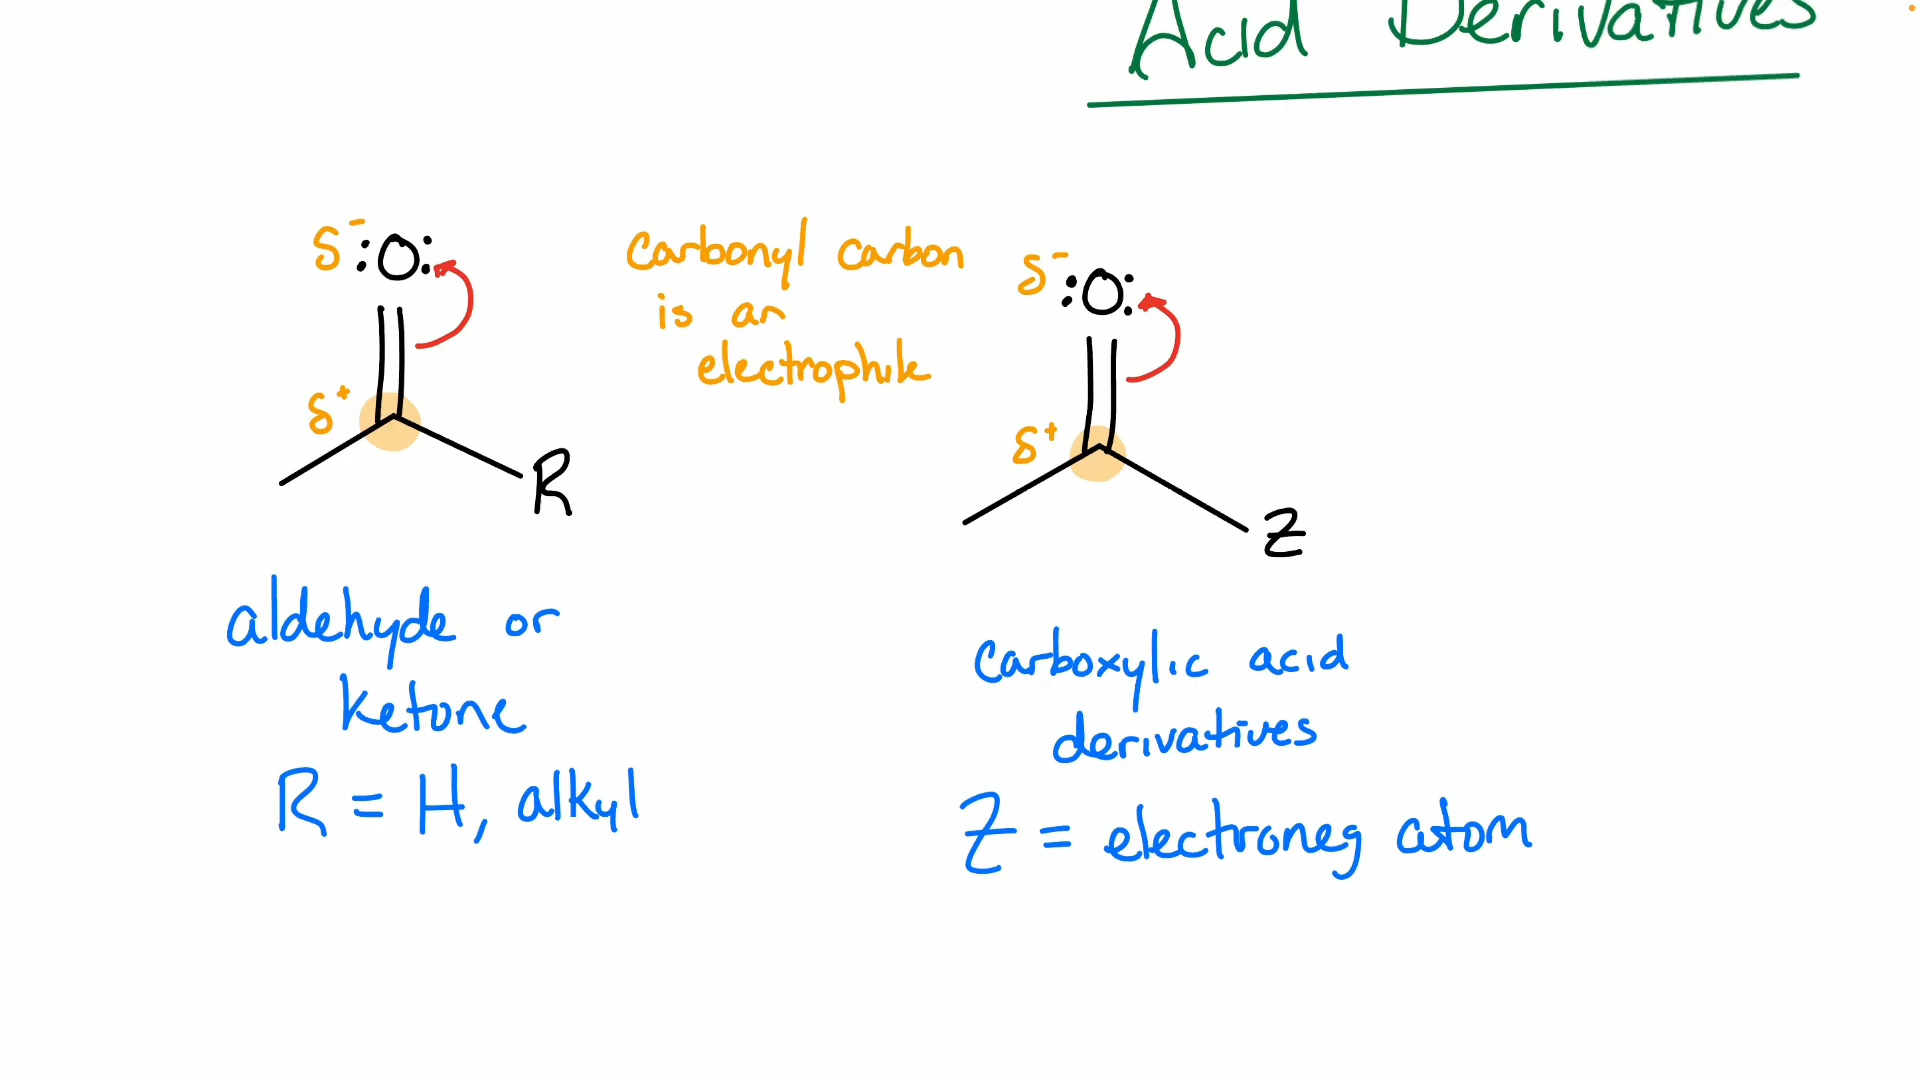 Acid Derivatives
δ⁻ :O:
δ⁺
R
carbonyl carbon
is an
electrophile
δ⁻ :O:
δ⁺
Z
aldehyde or
ketone
R = H, alkyl
carboxylic acid
derivatives
Z = electroneg atom